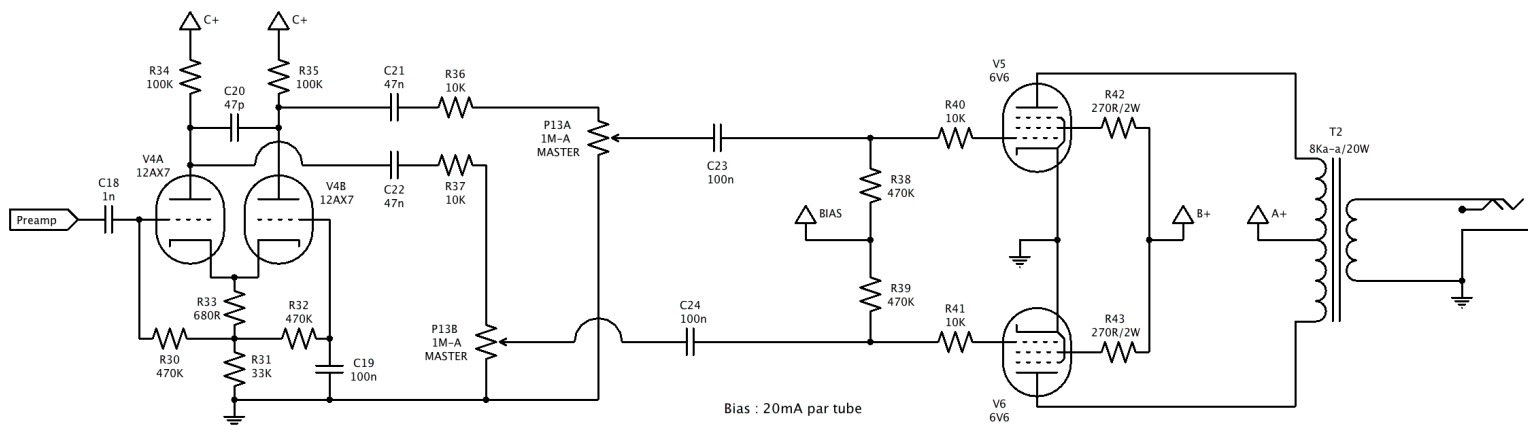 C+
C+
R34
100K
R35
100K
C20
47p
C21
47n
R36
10K
P13A
1M-A
MASTER
C23
100n
R40
10K
V5
6V6
R42
270R/2W
T2
8Ka-a/20W
V4A
12AX7
V4B
12AX7
C22
47n
R37
10K
C18
1n
Preamp
R38
470K
BIAS
B+
A+
R33
680R
R32
470K
R39
470K
R30
470K
R31
33K
C19
100n
P13B
1M-A
MASTER
C24
100n
R41
10K
R43
270R/2W
V6
6V6
Bias : 20mA par tube